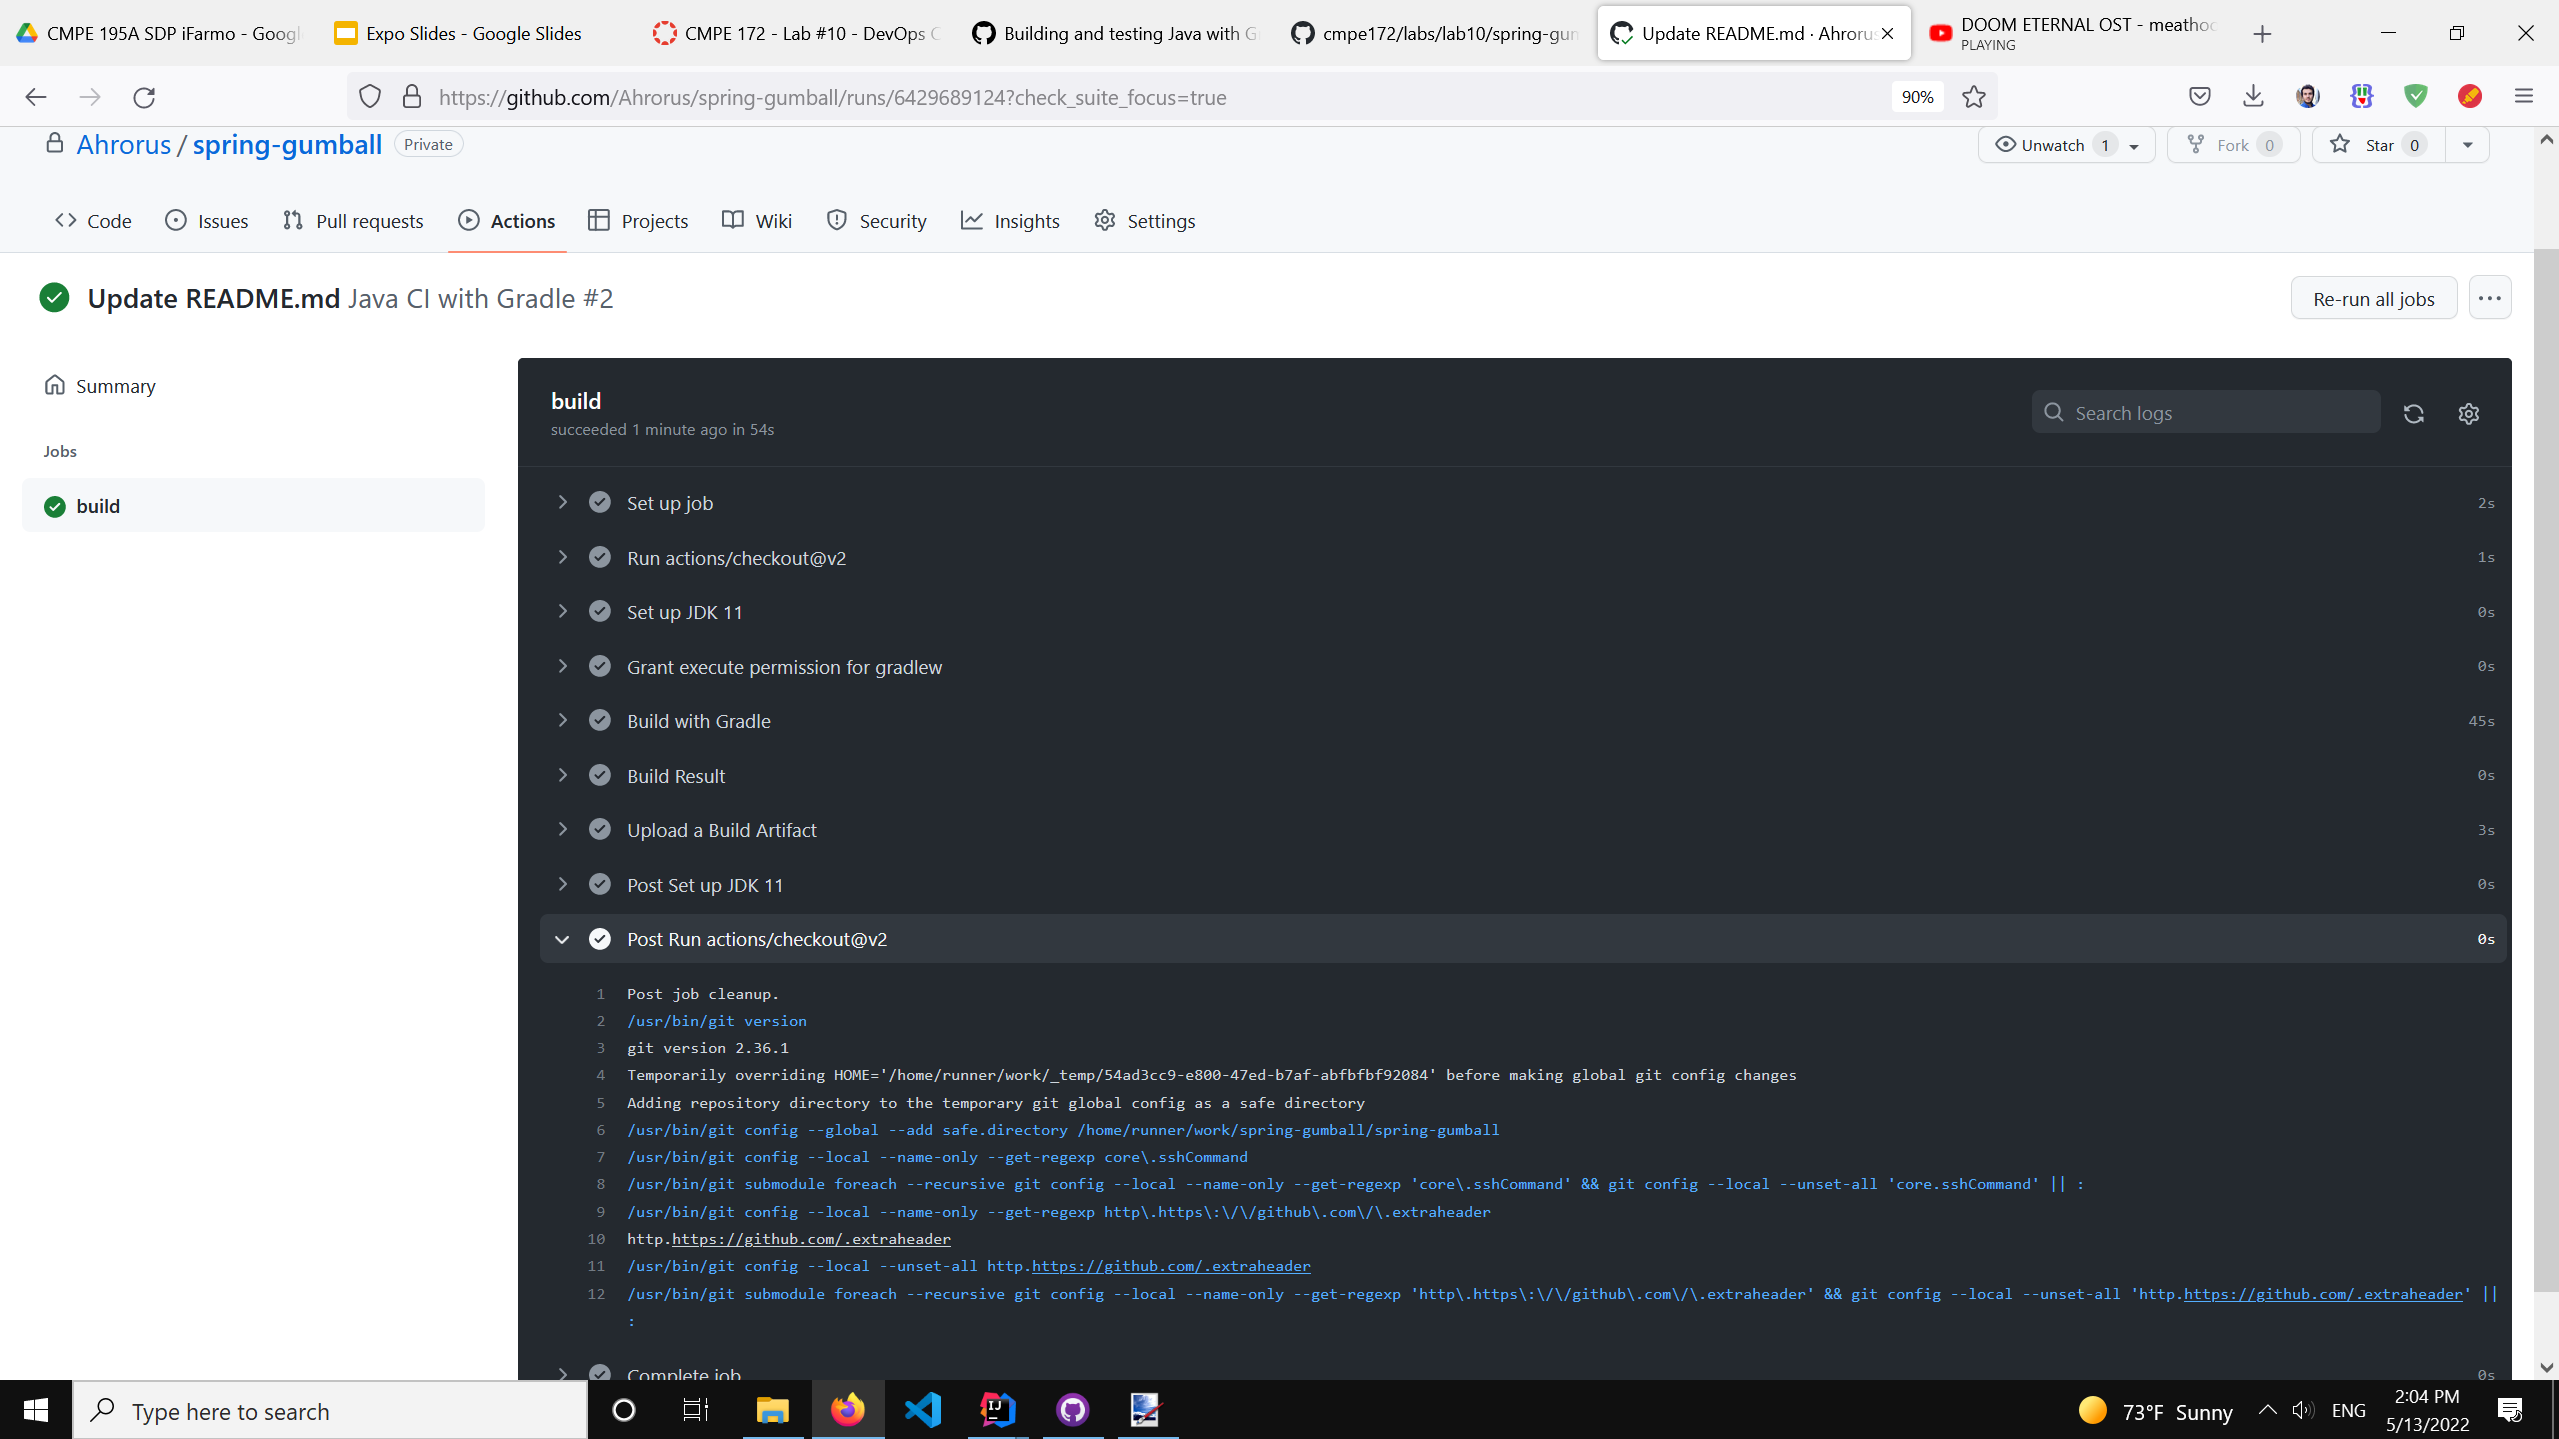 CMPE 195A SDP iFarmo - Googl
Expo Slides - Google Slides
CMPE 172 - Lab #10 - DevOps C
Building and testing Java with G
cmpe172/labs/lab10/spring-gum
Update README.md · Ahrorus
DOOM ETERNAL OST - meathoo
PLAYING
https://github.com/Ahrorus/spring-gumball/runs/6429689124?check_suite_focus=true
90%
Ahrorus / spring-gumball Private
Unwatch 1
Fork 0
Star 0
Code
Issues
Pull requests
Actions
Projects
Wiki
Security
Insights
Settings
Update README.md Java CI with Gradle #2
Re-run all jobs
Summary
Jobs
build
build
succeeded 1 minute ago in 54s
Search logs
Set up job 2s
Run actions/checkout@v2 1s
Set up JDK 11 0s
Grant execute permission for gradlew 0s
Build with Gradle 45s
Build Result 0s
Upload a Build Artifact 3s
Post Set up JDK 11 0s
Post Run actions/checkout@v2 0s
1 Post job cleanup.
2 /usr/bin/git version
3 git version 2.36.1
4 Temporarily overriding HOME='/home/runner/work/_temp/54ad3cc9-e800-47ed-b7af-abfbfbf92084' before making global git config changes
5 Adding repository directory to the temporary git global config as a safe directory
6 /usr/bin/git config --global --add safe.directory /home/runner/work/spring-gumball/spring-gumball
7 /usr/bin/git config --local --name-only --get-regexp core\.sshCommand
8 /usr/bin/git submodule foreach --recursive git config --local --name-only --get-regexp 'core\.sshCommand' && git config --local --unset-all 'core.sshCommand' || :
9 /usr/bin/git config --local --name-only --get-regexp http\.https\:\/\/github\.com\/\.extraheader
10 http.https://github.com/.extraheader
11 /usr/bin/git config --local --unset-all http.https://github.com/.extraheader
12 /usr/bin/git submodule foreach --recursive git config --local --name-only --get-regexp 'http\.https\:\/\/github\.com\/\.extraheader' && git config --local --unset-all 'http.https://github.com/.extraheader' ||
:
Complete job 0s
Type here to search
73°F Sunny
ENG
2:04 PM
5/13/2022